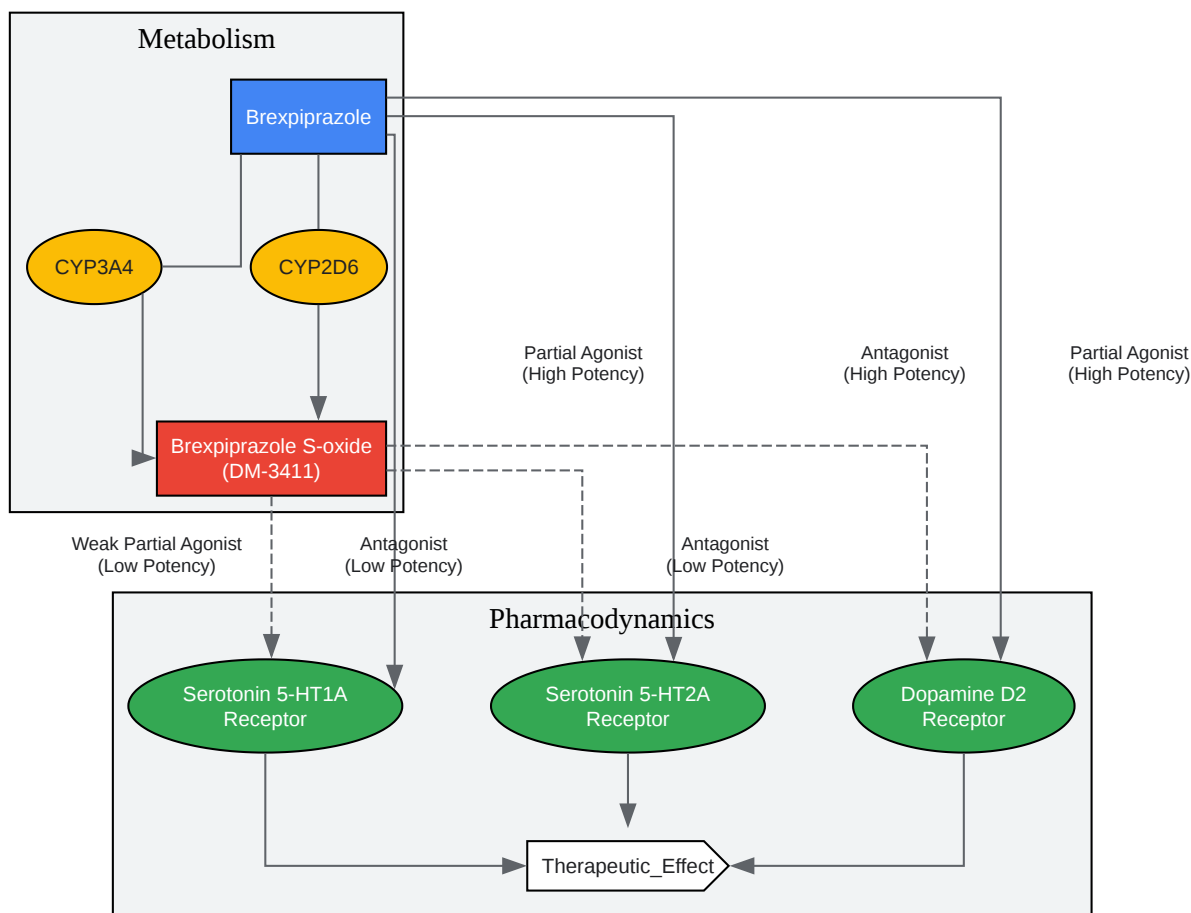 Metabolism
Brexpiprazole
CYP3A4
CYP2D6
Partial Agonist
(High Potency)
Antagonist
(High Potency)
Partial Agonist
(High Potency)
Brexpiprazole S-oxide
(DM-3411)
Weak Partial Agonist
(Low Potency)
Antagonist
(Low Potency)
Antagonist
(Low Potency)
Pharmacodynamics
Serotonin 5-HT1A
Receptor
Serotonin 5-HT2A
Receptor
Dopamine D2
Receptor
Therapeutic_Effect